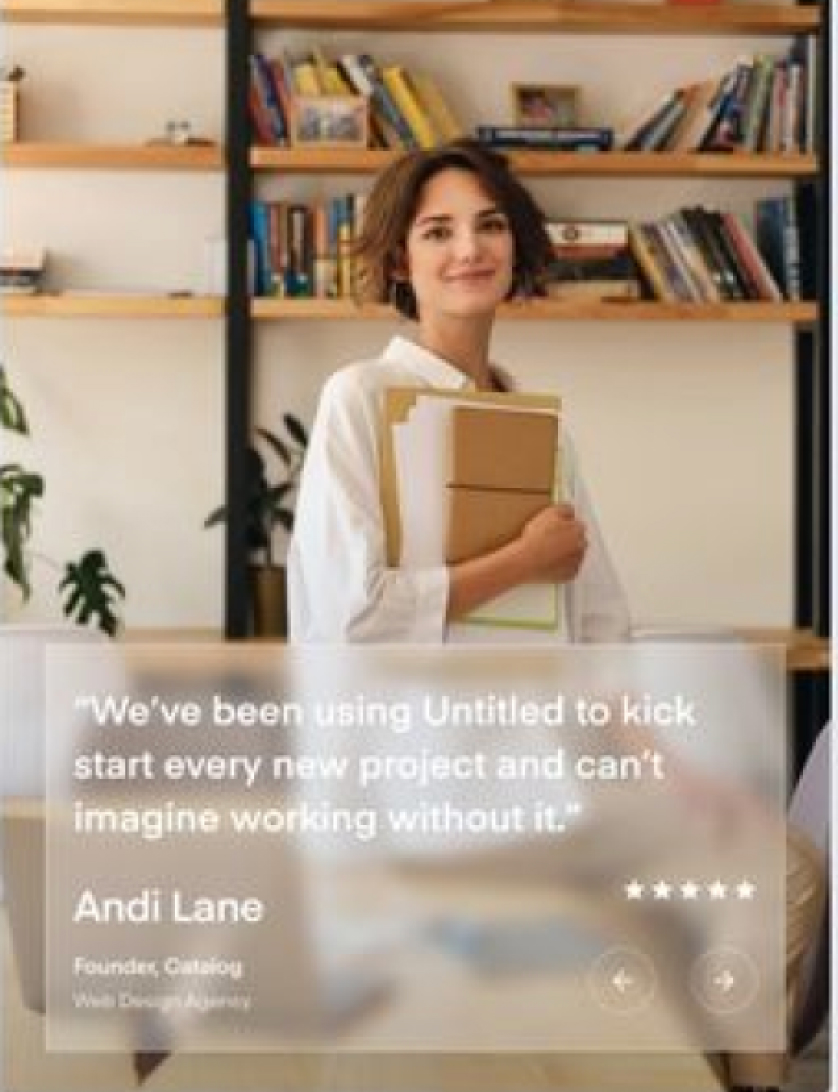 “We’ve been using Untitled to kick
start every new project and can’t
imagine working without it.”
Andi Lane
★★★★★
Founder, Catalog
Web Design Agency
← →